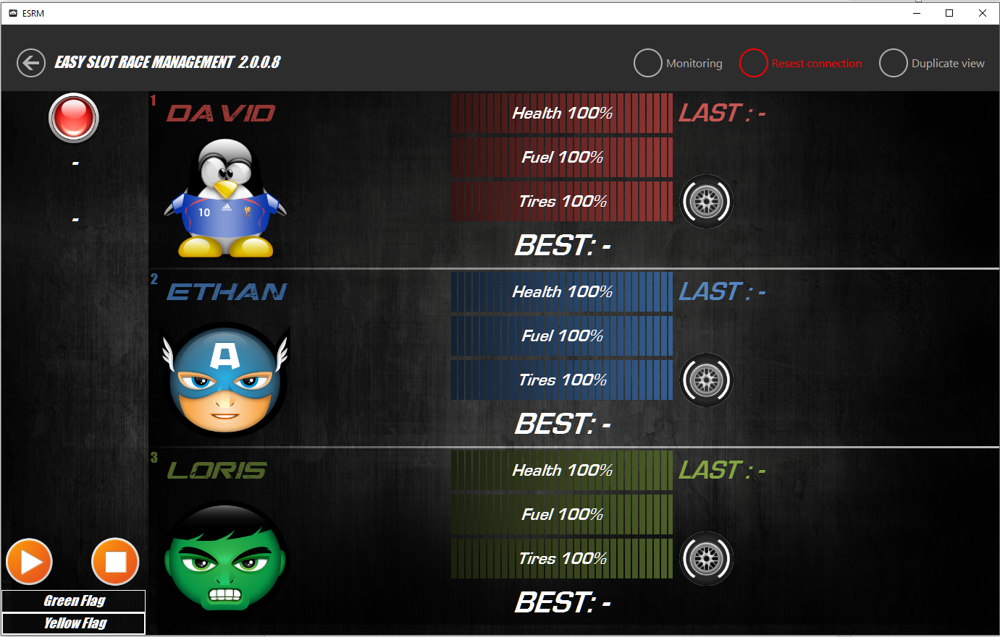 ESRM
EASY SLOT RACE MANAGEMENT 2.0.0.8
Monitoring
Resest connection
Duplicate view
-
-
1
DAVID
10
Health 100%
Fuel 100%
Tires 100%
LAST : -
BEST: -
2
ETHAN
A
Health 100%
Fuel 100%
Tires 100%
LAST : -
BEST: -
3
LORIS
Health 100%
Fuel 100%
Tires 100%
LAST : -
BEST: -
Green Flag
Yellow Flag